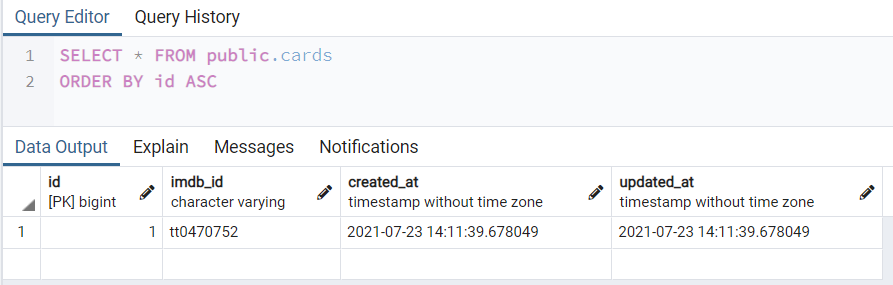 Query Editor Query History
1 SELECT * FROM public.cards
2 ORDER BY id ASC
Data Output Explain Messages Notifications
id imdb_id created_at updated_at
[PK] bigint character varying timestamp without time zone timestamp without time zone
1 1 tt0470752 2021-07-23 14:11:39.678049 2021-07-23 14:11:39.678049